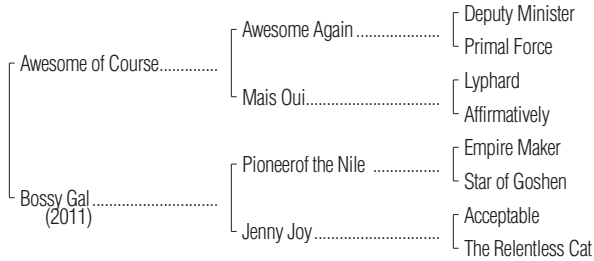 Deputy Minister
Awesome Again ..................
Primal Force
Awesome of Course..............
Lyphard
Mais Oui.............................
Affirmatively
Empire Maker
Pioneerof the Nile ..............
Star of Goshen
Bossy Gal ...........................
(2011)
Acceptable
Jenny Joy...........................
The Relentless Cat